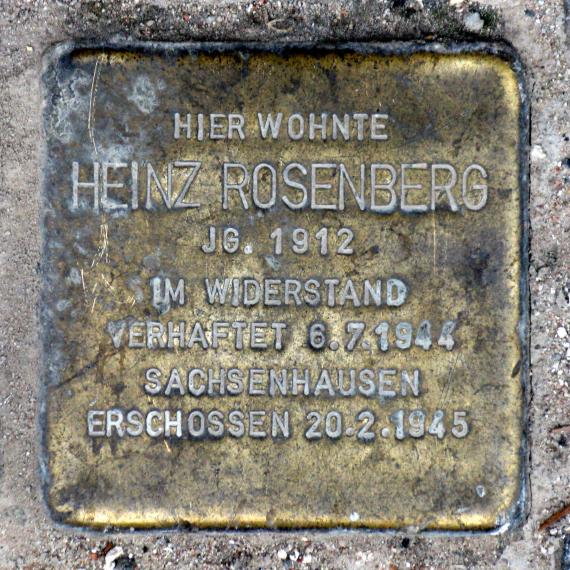 HIER WOHNTE
HEINZ ROSENBERG
JG. 1912
IM WIDERSTAND
VERHAFTET 6.7.1944
SACHSENHAUSEN
ERSCHOSSEN 20.2.1945